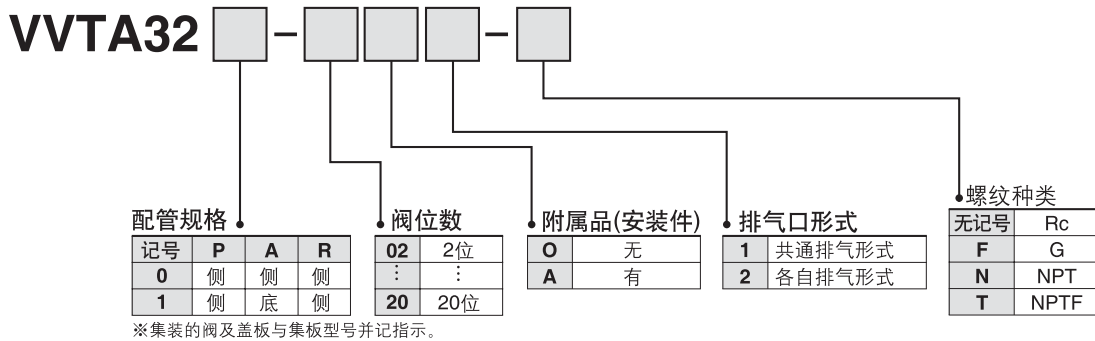 VVTA32 □-□□□-□
配管规格
记号 P A R
0 侧 侧 侧
1 侧 底 侧
阀位数
02 2位
⋮ ⋮
20 20位
附属品(安装件)
O 无
A 有
排气口形式
1 共通排气形式
2 各自排气形式
螺纹种类
无记号 Rc
F G
N NPT
T NPTF
※集装的阀及盖板与集板型号并记指示。